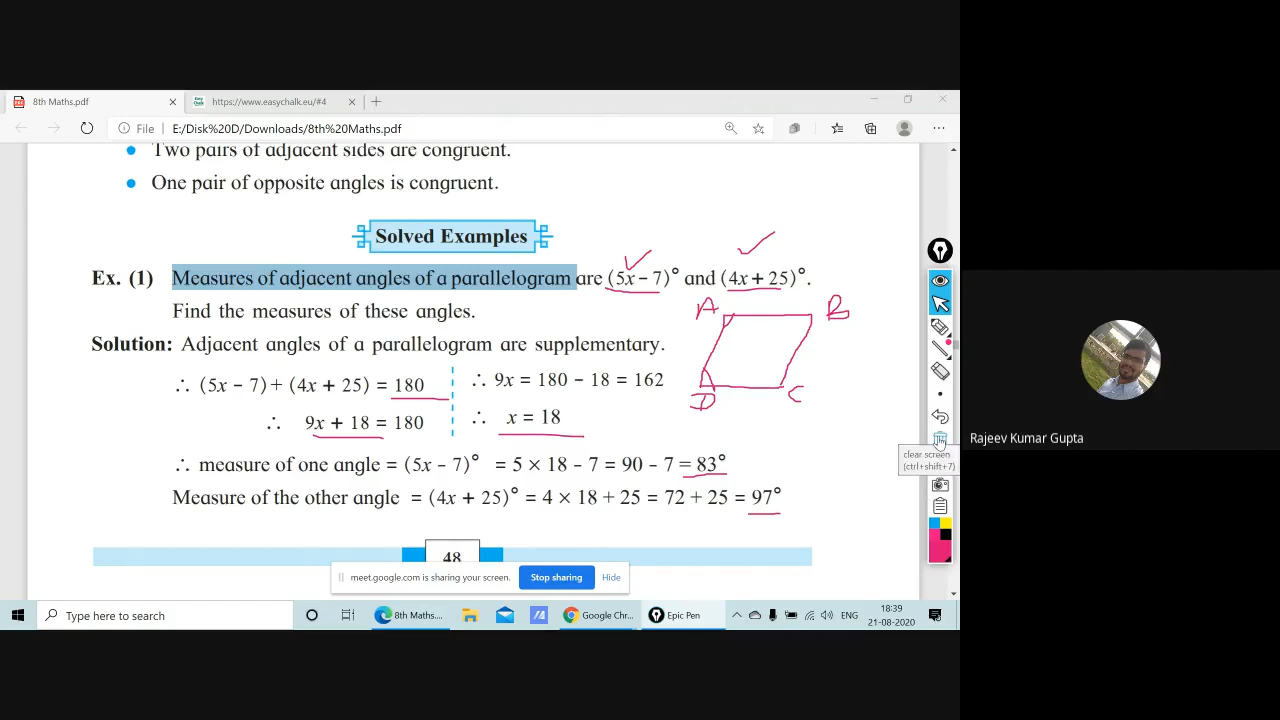 8th Maths.pdf
https://www.easychalk.eu/#4
File E:/Disk%20D/Downloads/8th%20Maths.pdf
Two pairs of adjacent sides are congruent.
One pair of opposite angles is congruent.
Solved Examples
Ex. (1) Measures of adjacent angles of a parallelogram are (5x − 7)° and (4x + 25)°.
Find the measures of these angles.
A B
D C
Solution: Adjacent angles of a parallelogram are supplementary.
∴ (5x − 7) + (4x + 25) = 180
∴ 9x + 18 = 180
∴ 9x = 180 − 18 = 162
∴ x = 18
∴ measure of one angle = (5x − 7)° = 5 × 18 − 7 = 90 − 7 = 83°
Measure of the other angle = (4x + 25)° = 4 × 18 + 25 = 72 + 25 = 97°
48
meet.google.com is sharing your screen. Stop sharing Hide
clear screen
(ctrl+shift+7)
Rajeev Kumar Gupta
Type here to search
8th Maths....
Google Chr...
Epic Pen
ENG
18:39
21-08-2020